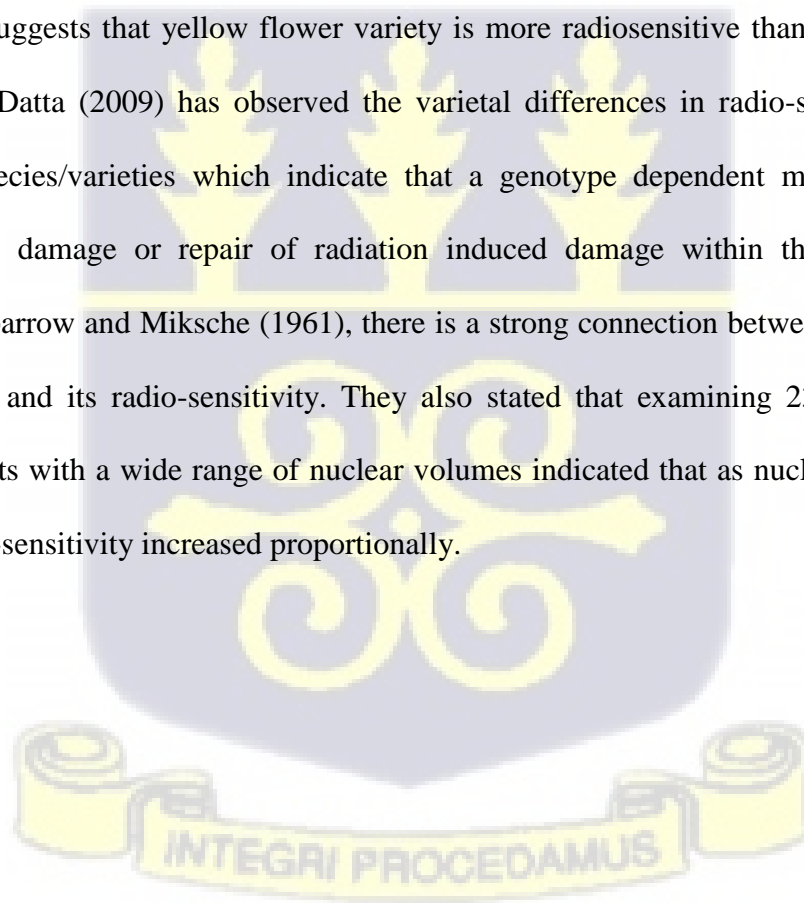 uggests that yellow flower variety is more radiosensitive than
Datta (2009) has observed the varietal differences in radio-s
ecies/varieties which indicate that a genotype dependent m
damage or repair of radiation induced damage within th
arrow and Miksche (1961), there is a strong connection betwe
and its radio-sensitivity. They also stated that examining 2
ts with a wide range of nuclear volumes indicated that as nucl
-sensitivity increased proportionally.
INTEGRI PROCEDAMUS